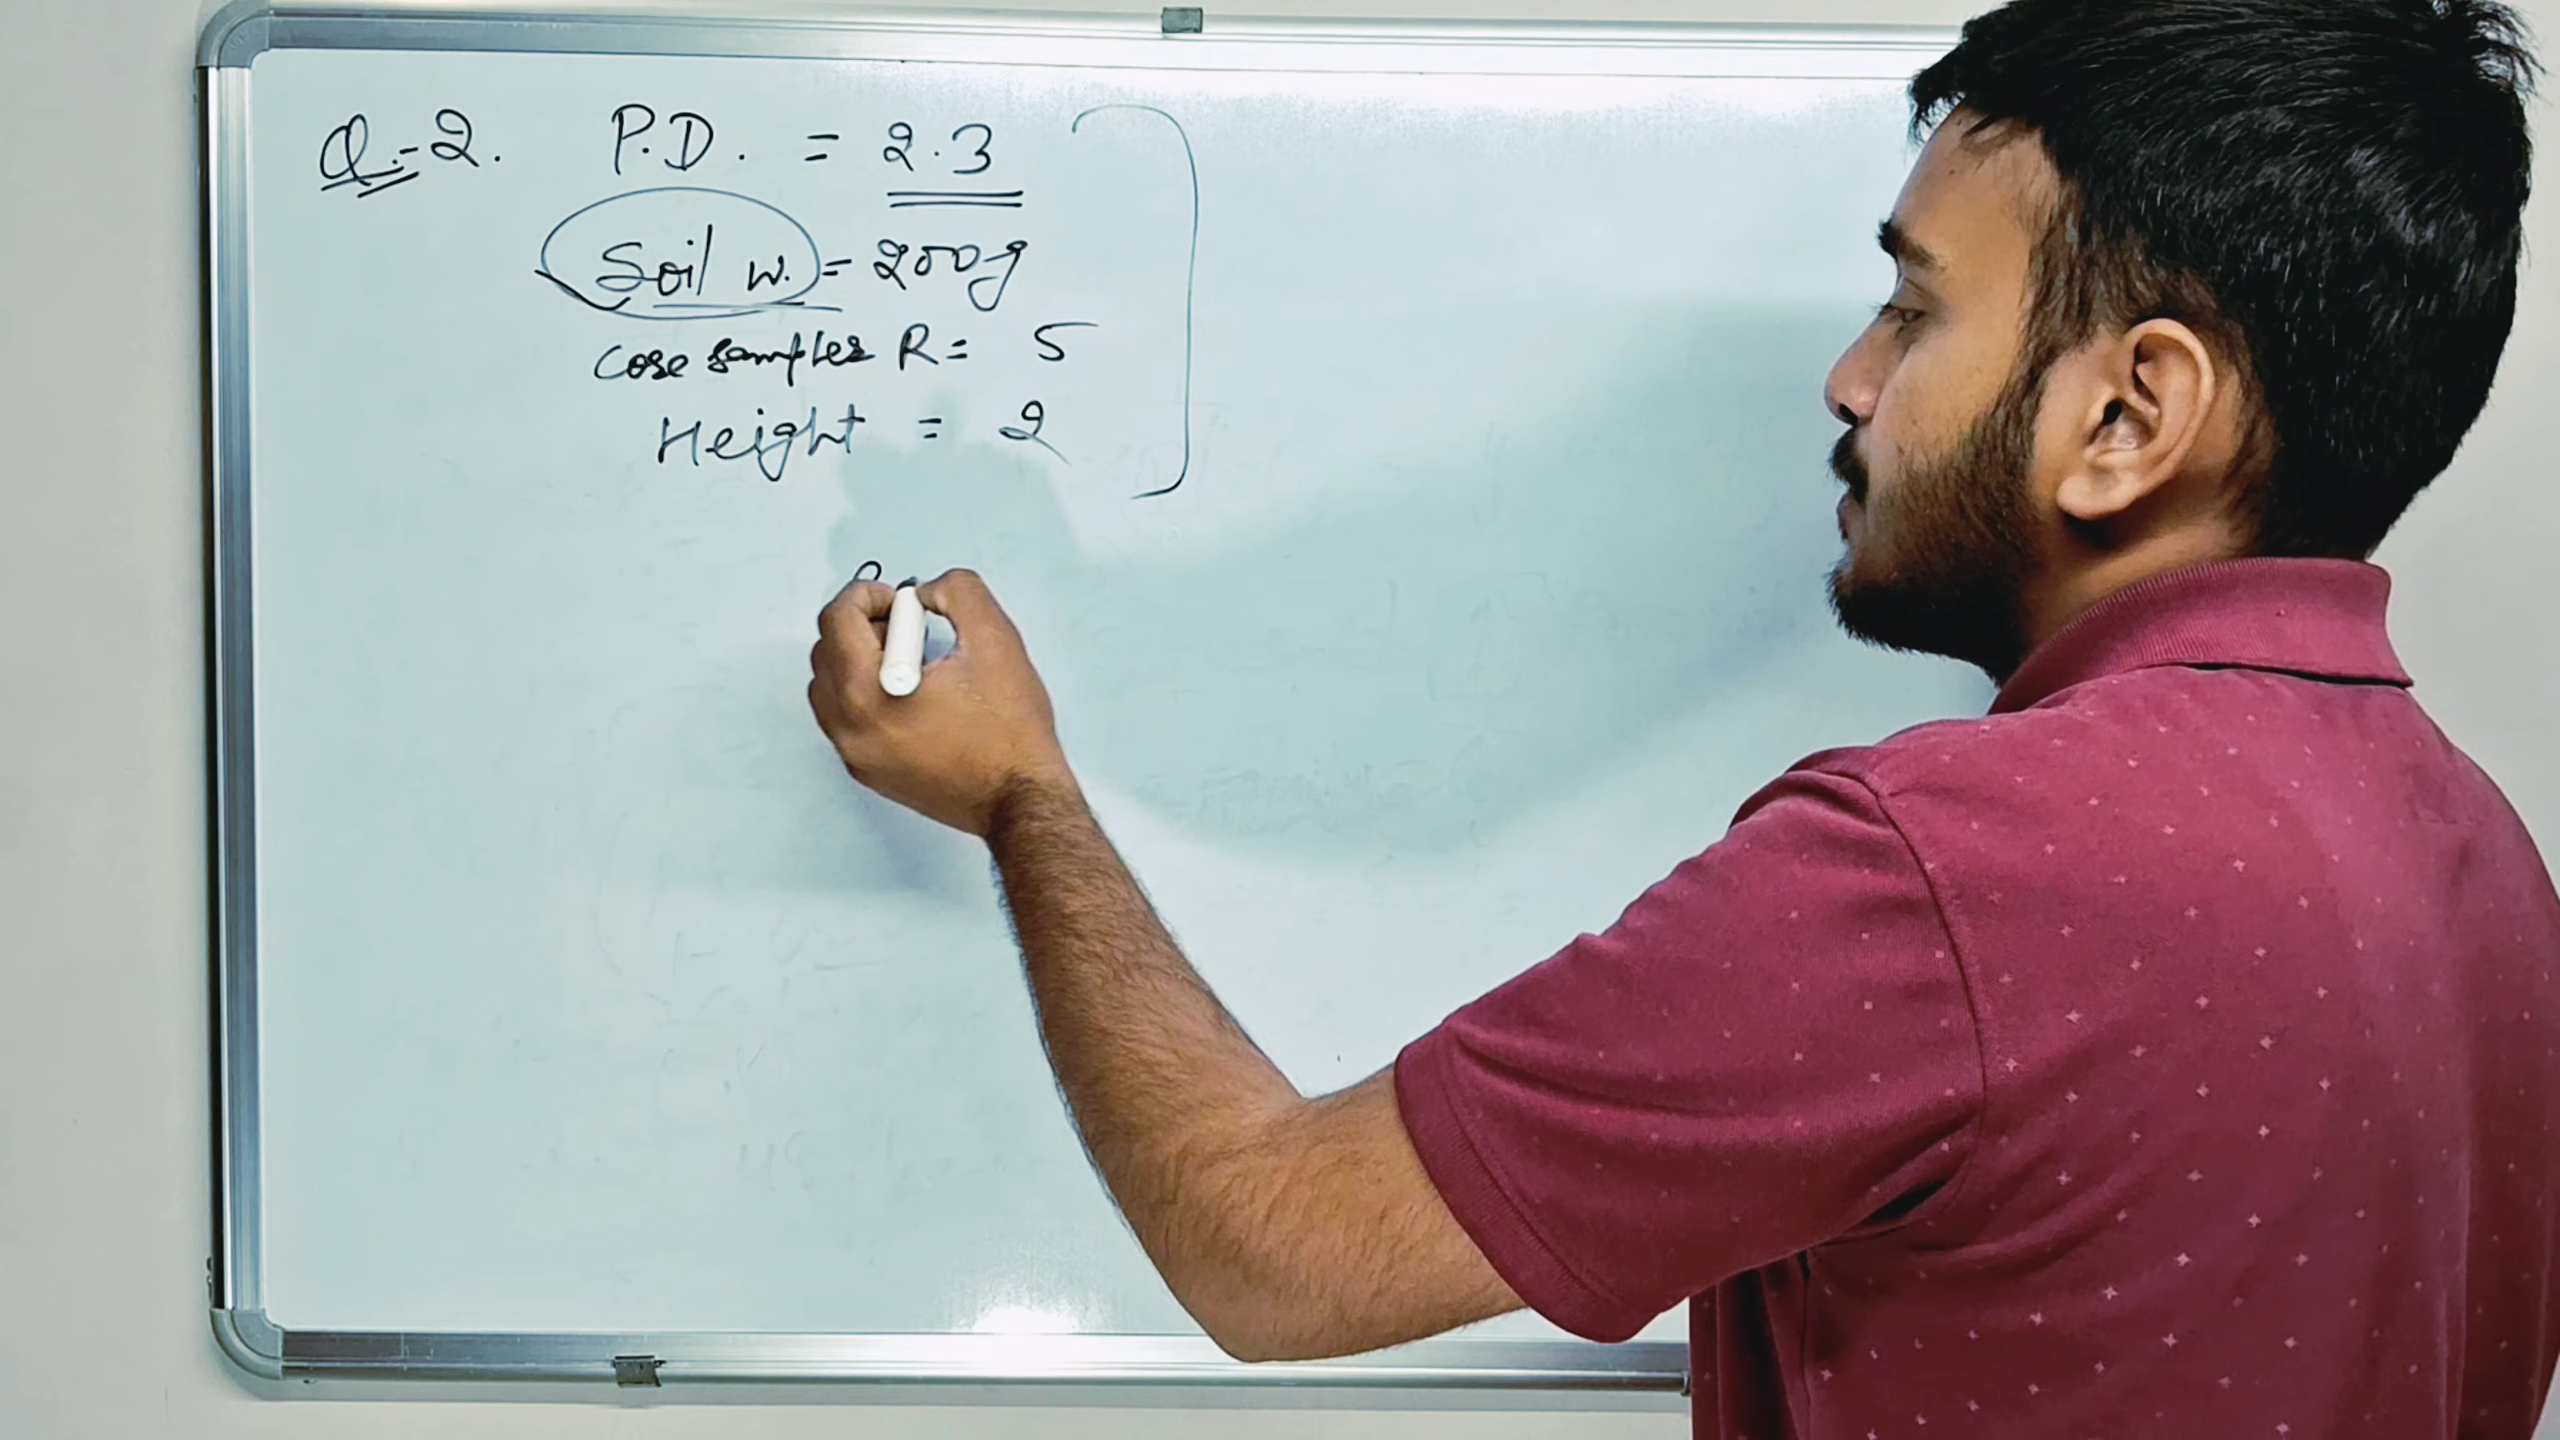 Q.-2. P.D. = 2.3
Soil w. = 200g
Core samples R = 5
Height = 2